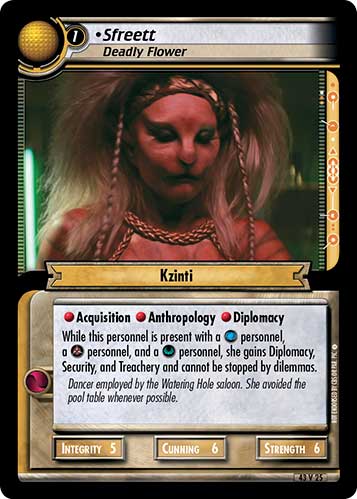 1
•Sfreett
Deadly Flower
Kzinti
Acquisition Anthropology Diplomacy
While this personnel is present with a personnel,
a personnel, and a personnel, she gains Diplomacy,
Security, and Treachery and cannot be stopped by dilemmas.
Dancer employed by the Watering Hole saloon. She avoided the
pool table whenever possible.
INTEGRITY 5 CUNNING 6 STRENGTH 6
43 V 25